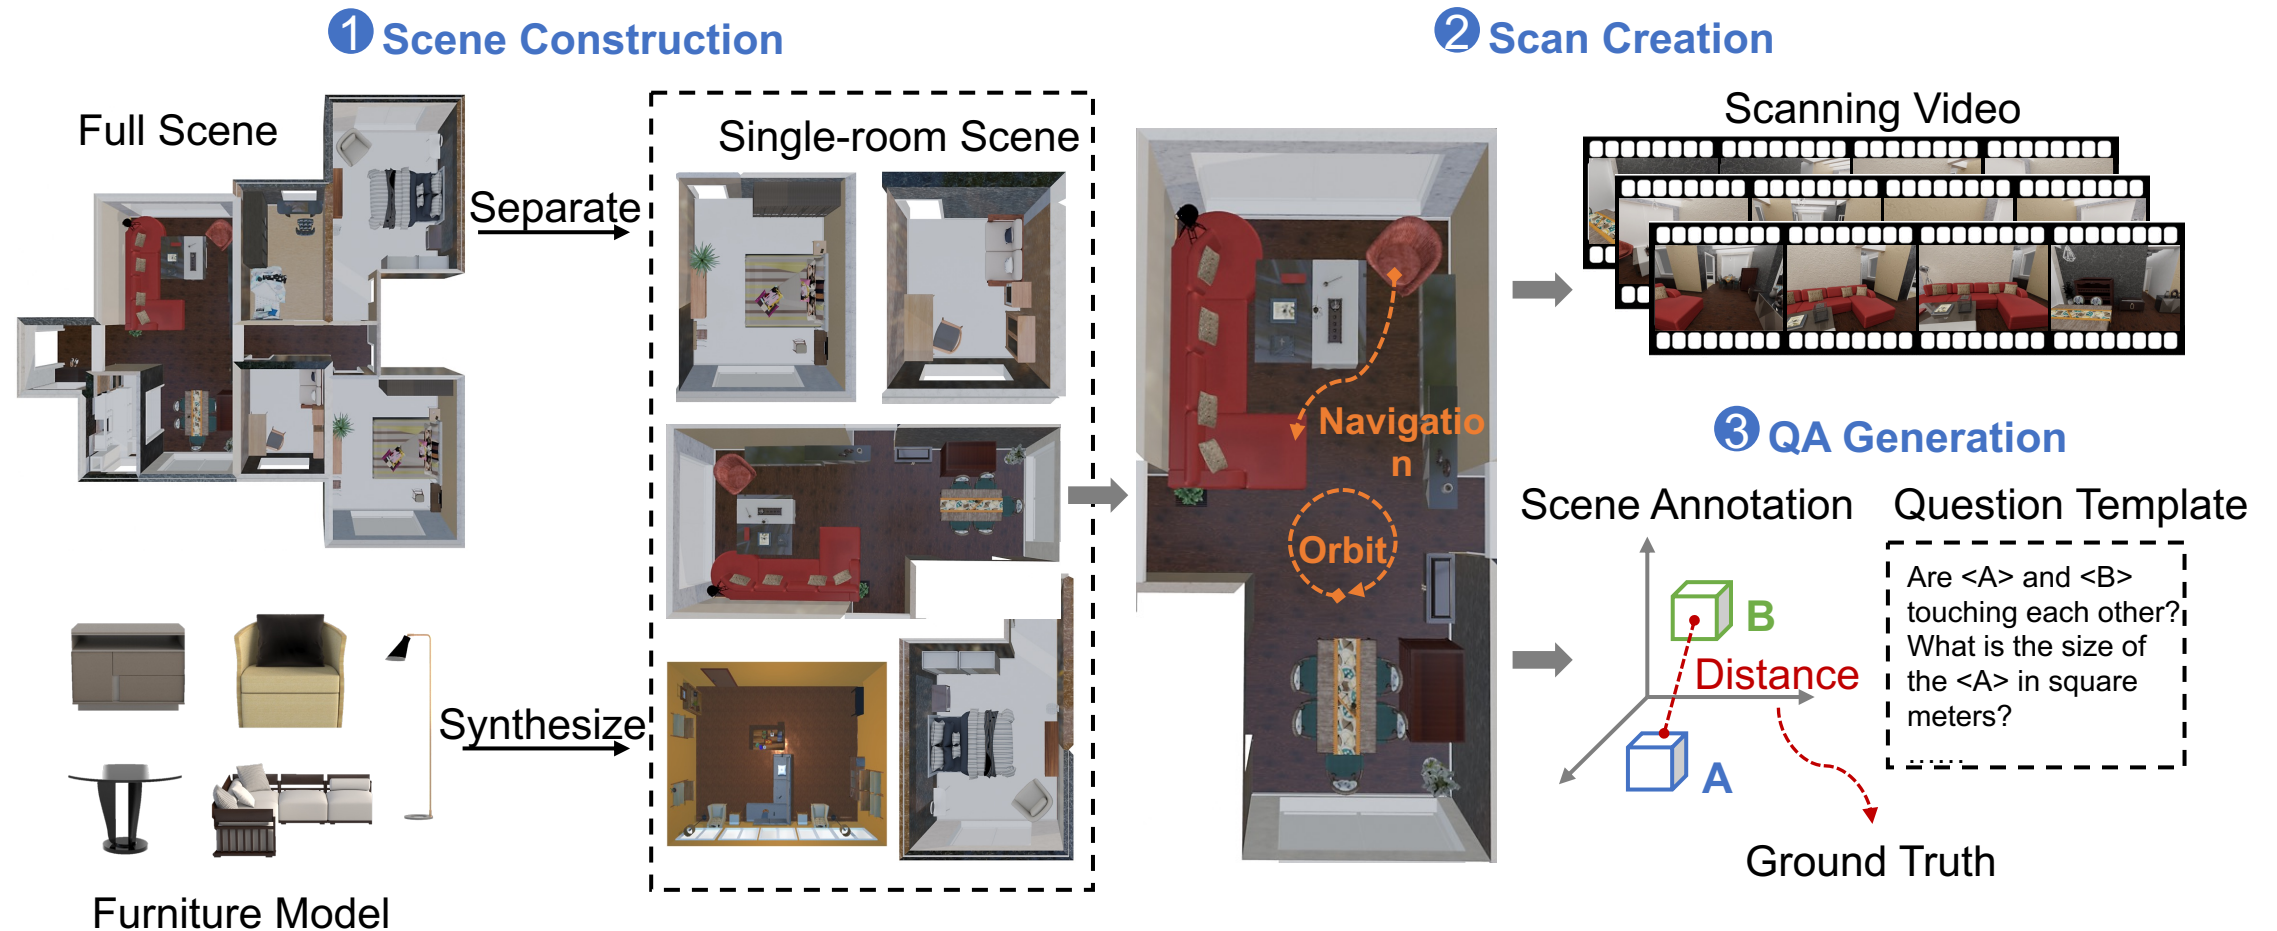 1 Scene Construction
2 Scan Creation
Full Scene
Separate
Single-room Scene
Scanning Video
Navigatio
n
Orbit
3 QA Generation
Scene Annotation
Question Template
B
Distance
A
Are <A> and <B>
touching each other?
What is the size of
the <A> in square
meters?
......
Ground Truth
Synthesize
Furniture Model